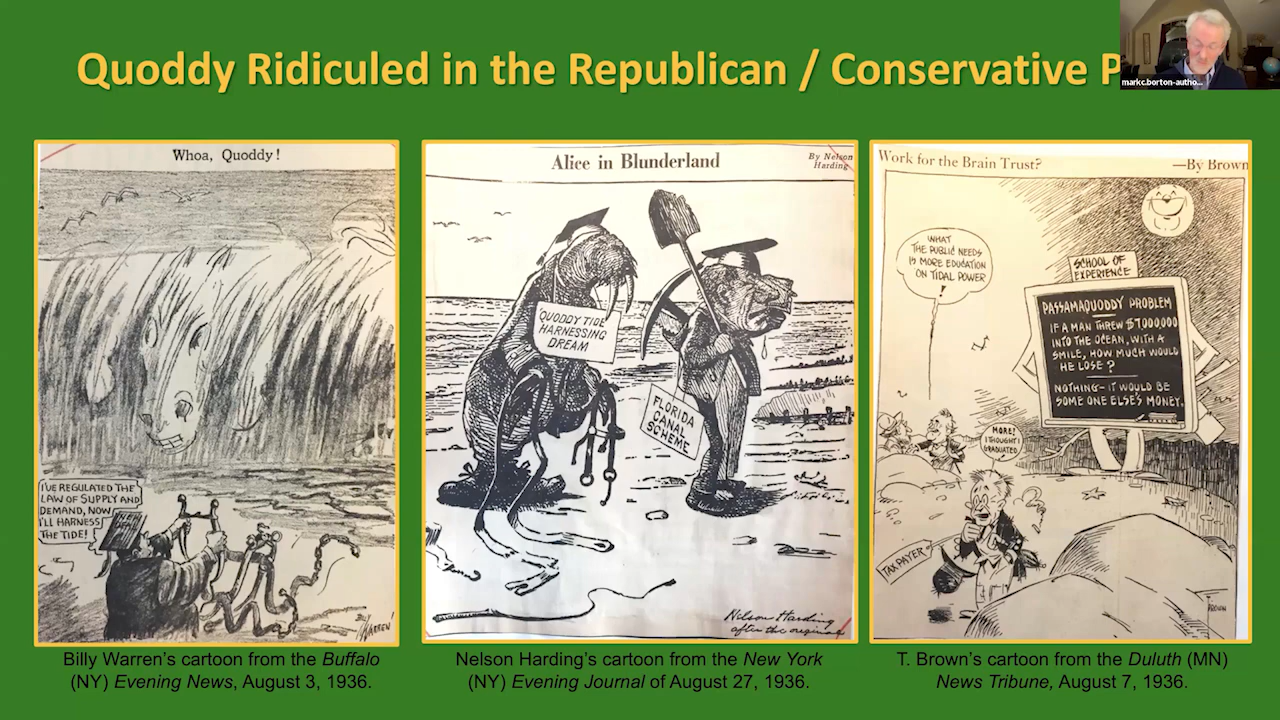 Quoddy Ridiculed in the Republican / Conservative P
markc.borton-autho...
Whoa, Quoddy!
I'VE REGULATED THE
LAW OF SUPPLY AND
DEMAND, NOW
I'LL HARNESS
THE TIDE!
WARREN
Billy Warren's cartoon from the Buffalo
(NY) Evening News, August 3, 1936.
Alice in Blunderland
By Nelson
Harding
QUODDY TIDE
HARNESSING
DREAM
FLORIDA
CANAL
SCHEME
Nelson Harding
after the original
Nelson Harding's cartoon from the New York
(NY) Evening Journal of August 27, 1936.
Work for the Brain Trust?
—By Brown
WHAT
THE PUBLIC NEEDS
IS MORE EDUCATION
ON TIDAL POWER
!
SCHOOL OF
EXPERIENCE
PASSAMAQUODDY PROBLEM
IF A MAN THREW $7,000,000
INTO THE OCEAN, WITH A
SMILE, HOW MUCH WOULD
HE LOSE?
NOTHING - IT WOULD BE
SOME ONE ELSE'S MONEY.
MORE!
I THOUGHT I
GRADUATED
TAXPAYER
BROWN
T. Brown's cartoon from the Duluth (MN)
News Tribune, August 7, 1936.